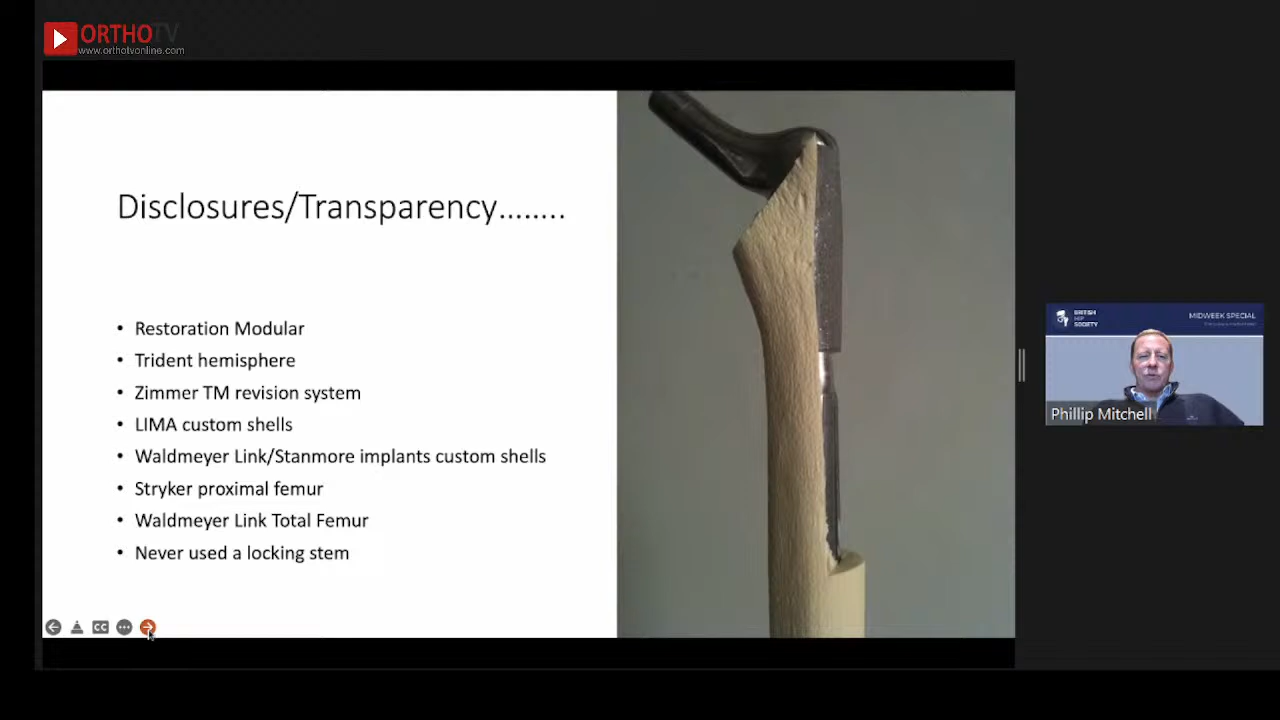 ORTHOTV
www.orthotvonline.com
Disclosures/Transparency........
• Restoration Modular
• Trident hemisphere
• Zimmer TM revision system
• LIMA custom shells
• Waldmeyer Link/Stanmore implants custom shells
• Stryker proximal femur
• Waldmeyer Link Total Femur
• Never used a locking stem
CC
BRITISH
HIP
SOCIETY
MIDWEEK SPECIAL
Phillip Mitchell